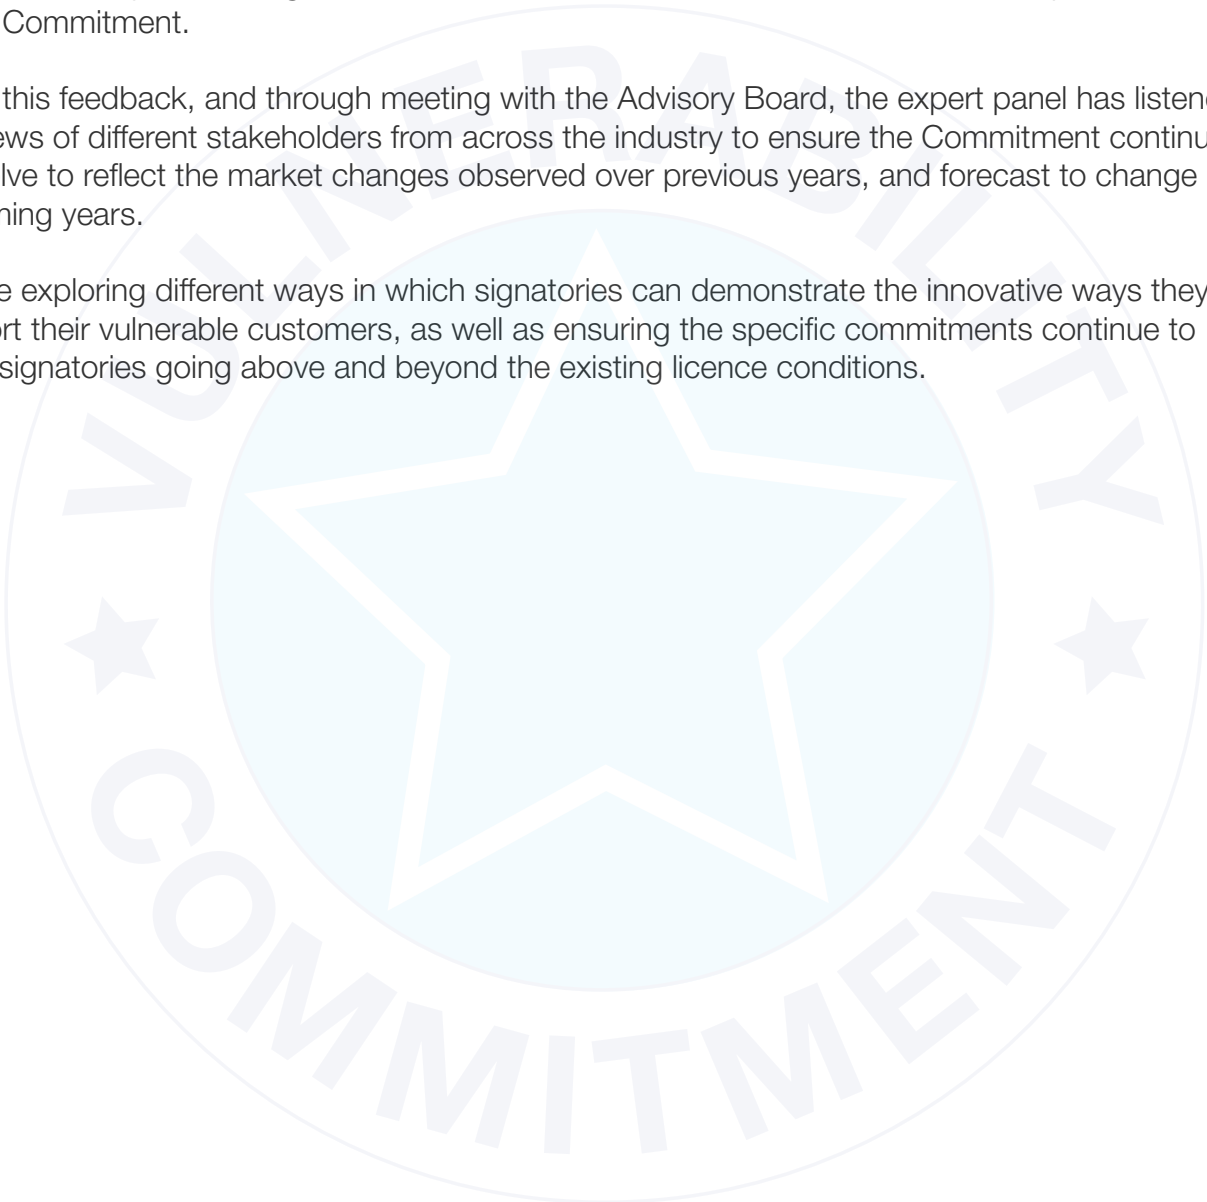 Commitment.
this feedback, and through meeting with the Advisory Board, the expert panel has listene
ews of different stakeholders from across the industry to ensure the Commitment continu
lve to reflect the market changes observed over previous years, and forecast to change
ning years.
e exploring different ways in which signatories can demonstrate the innovative ways they
rt their vulnerable customers, as well as ensuring the specific commitments continue to
signatories going above and beyond the existing licence conditions.
VULNERABILITY
COMMITMENT